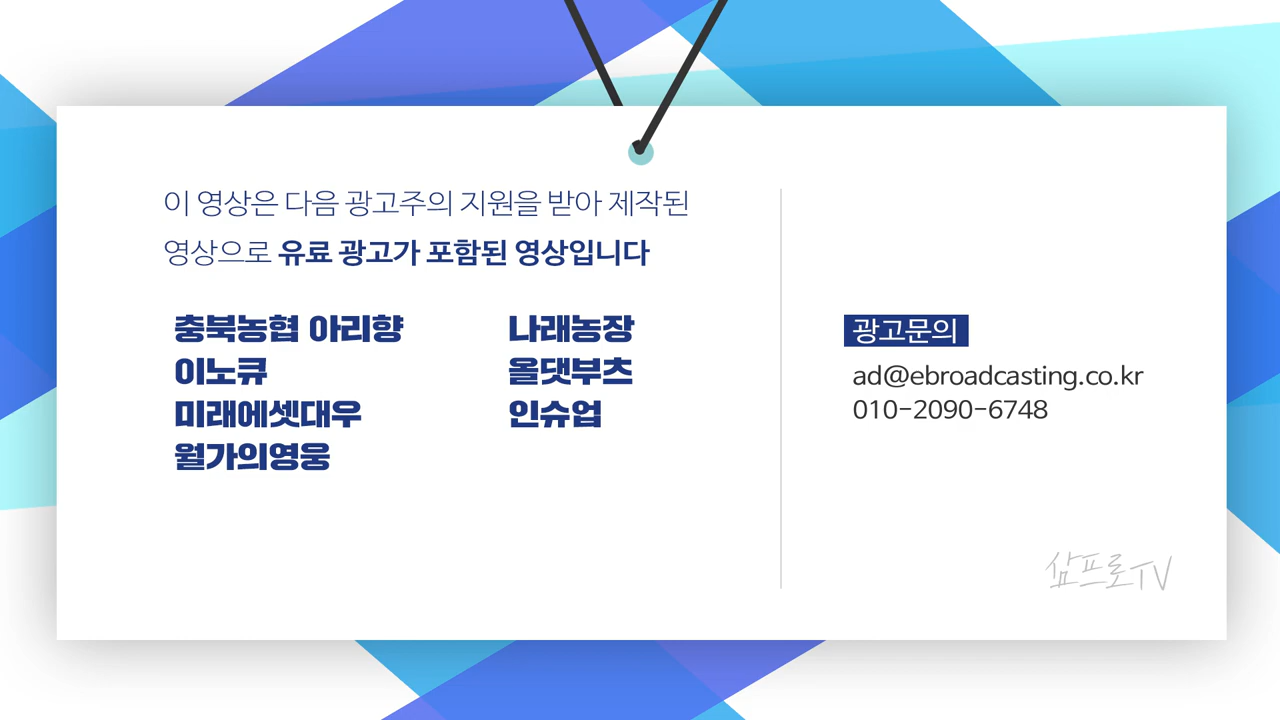 이 영상은 다음 광고주의 지원을 받아 제작된
영상으로 유료 광고가 포함된 영상입니다
충북농협 아리향
이노큐
미래에셋대우
월가의영웅
나래농장
올댓부츠
인슈업
광고문의
ad@ebroadcasting.co.kr
010-2090-6748
삼프로TV